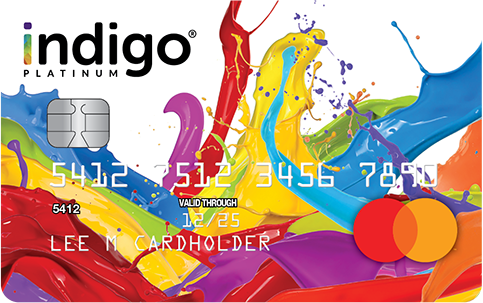 indigo®
PLATINUM
5412 7512 3456 7890
5412
VALID THROUGH
12/25
LEE M CARDHOLDER